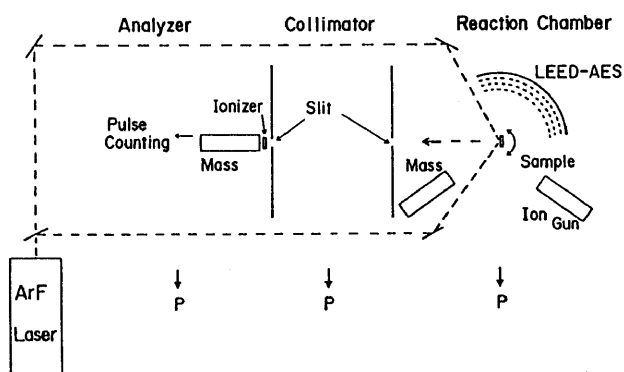 Analyzer
Collimator
Reaction Chamber
LEED-AES
Ionizer
Slit
Pulse
Counting
Mass
Mass
Sample
Ion
Gun
ArF
Laser
P
P
P